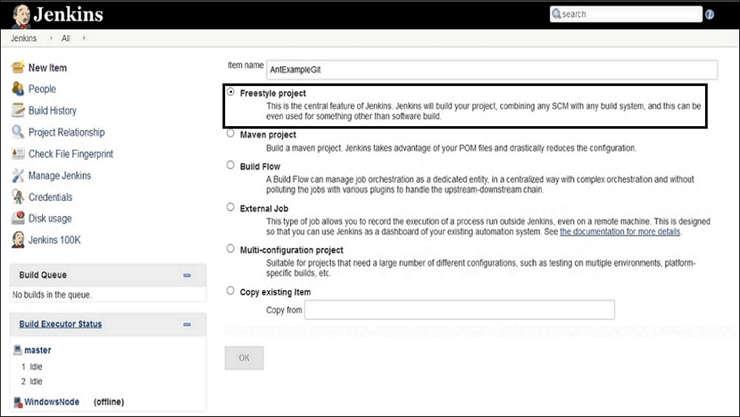 Jenkins
search
Jenkins
All
New Item
People
Build History
Project Relationship
Check File Fingerprint
Manage Jenkins
Credentials
Disk usage
Jenkins 100K
Build Queue
No builds in the queue.
Build Executor Status
master
1 Idle
2 Idle
WindowsNode (offline)
Item name AntExampleGit
Freestyle project
This is the central feature of Jenkins. Jenkins will build your project, combining any SCM with any build system, and this can be
even used for something other than software build.
Maven project
Build a maven project. Jenkins takes advantage of your POM files and drastically reduces the configuration.
Build Flow
A Build Flow can manage job orchestration as a dedicated entity, in a centralized way with complex orchestration and without
polluting the jobs with various plugins to handle the upstream-downstream chain.
External Job
This type of job allows you to record the execution of a process run outside Jenkins, even on a remote machine. This is designed
so that you can use Jenkins as a dashboard of your existing automation system. See the documentation for more details.
Multi-configuration project
Suitable for projects that need a large number of different configurations, such as testing on multiple environments, platform-
specific builds, etc.
Copy existing Item
Copy from
OK